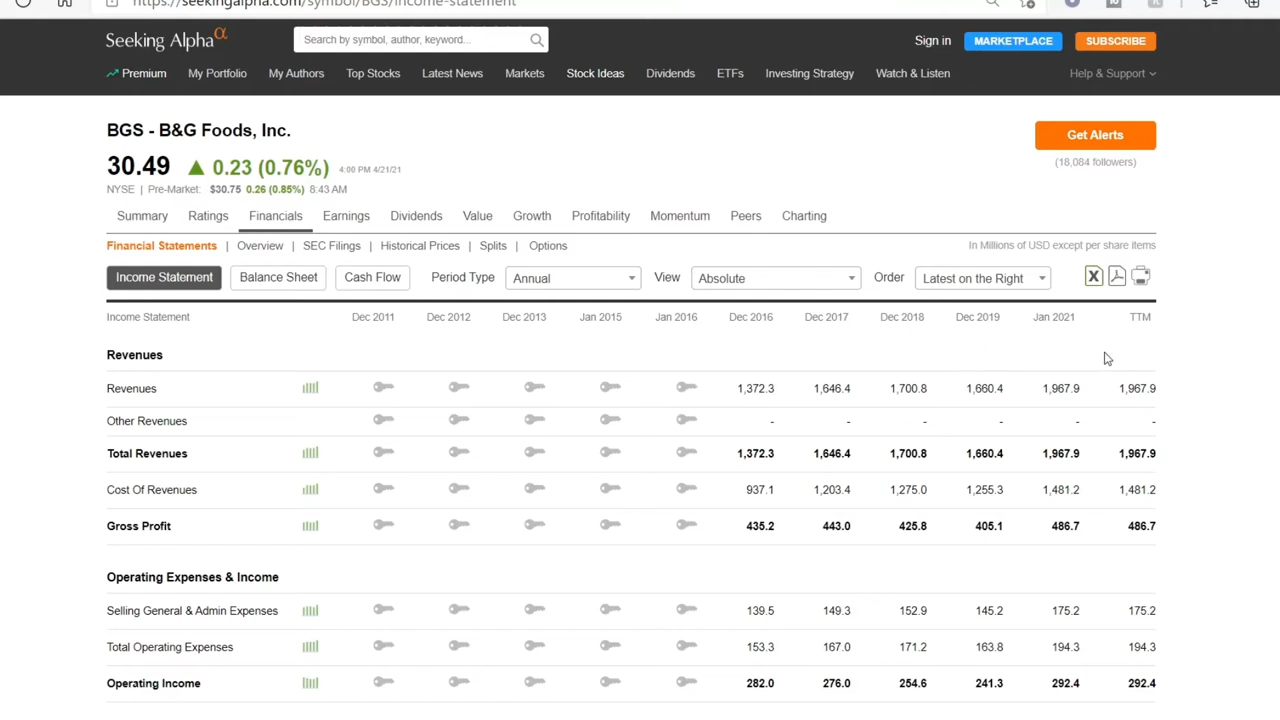 https://seekingalpha.com/symbol/BGS/income-statement
Seeking Alpha α
Search by symbol, author, keyword...
Sign in MARKETPLACE SUBSCRIBE
Premium My Portfolio My Authors Top Stocks Latest News Markets Stock Ideas Dividends ETFs Investing Strategy Watch & Listen Help & Support
BGS - B&G Foods, Inc.
Get Alerts
30.49 0.23 (0.76%) 4:00 PM 4/21/21
(18,084 followers)
NYSE | Pre-Market: $30.75 0.26 (0.85%) 8:43 AM
Summary Ratings Financials Earnings Dividends Value Growth Profitability Momentum Peers Charting
Financial Statements | Overview | SEC Filings | Historical Prices | Splits | Options In Millions of USD except per share items
Income Statement Balance Sheet Cash Flow Period Type Annual View Absolute Order Latest on the Right
Income Statement Dec 2011 Dec 2012 Dec 2013 Jan 2015 Jan 2016 Dec 2016 Dec 2017 Dec 2018 Dec 2019 Jan 2021 TTM
Revenues
Revenues 1,372.3 1,646.4 1,700.8 1,660.4 1,967.9 1,967.9
Other Revenues - - - - - -
Total Revenues 1,372.3 1,646.4 1,700.8 1,660.4 1,967.9 1,967.9
Cost Of Revenues 937.1 1,203.4 1,275.0 1,255.3 1,481.2 1,481.2
Gross Profit 435.2 443.0 425.8 405.1 486.7 486.7
Operating Expenses & Income
Selling General & Admin Expenses 139.5 149.3 152.9 145.2 175.2 175.2
Total Operating Expenses 153.3 167.0 171.2 163.8 194.3 194.3
Operating Income 282.0 276.0 254.6 241.3 292.4 292.4